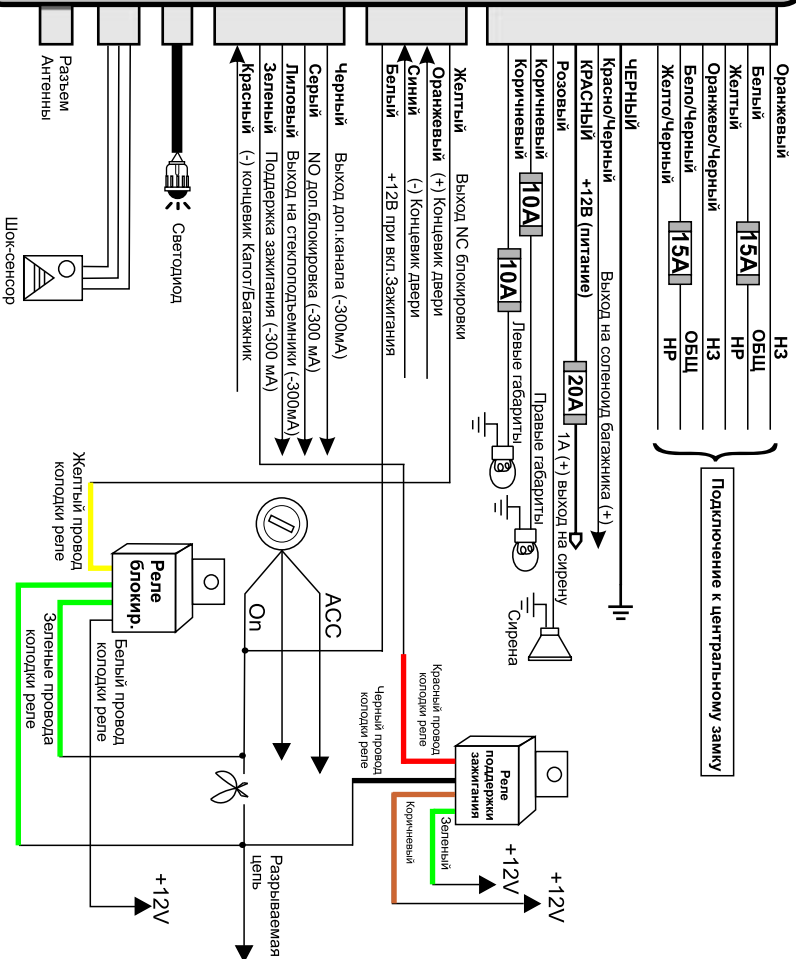 Оранжевый
НЗ
Белый
15А
ОБЩ
Желтый
НР
Оранжево/Черный
НЗ
Бело/Черный
15А
ОБЩ
Желто/Черный
НР
Подключение к центральному замку
ЧЕРНЫЙ
Красно/Черный
Выход на соленоид багажника (+)
КРАСНЫЙ
+12В (питание)
20А
Розовый
1А (+) выход на сирену
Сирена
Коричневый
10А
Правые габариты
Коричневый
10А
Левые габариты
Желтый
Выход NC блокировки
Оранжевый
(+) Концевик двери
Синий
(-) Концевик двери
Белый
+12В при вкл.Зажигания
Черный
Выход доп.канала (-300мА)
Серый
NO доп.блокировка (-300 мА)
Лиловый
Выход на стеклоподъемники (-300мА)
Зеленый
Поддержка зажигания (-300 мА)
Красный
(-) концевик Капот/Багажник
Светодиод
Шок-сенсор
Разъем
Антенны
ACC
On
Реле
поддержки
зажигания
Красный провод
колодки реле
Черный провод
колодки реле
Зеленый
Коричневый
+12V
+12V
Реле
блокир.
Желтый провод
колодки реле
Белый провод
колодки реле
Зеленые провода
колодки реле
+12V
Разрываемая
цепь